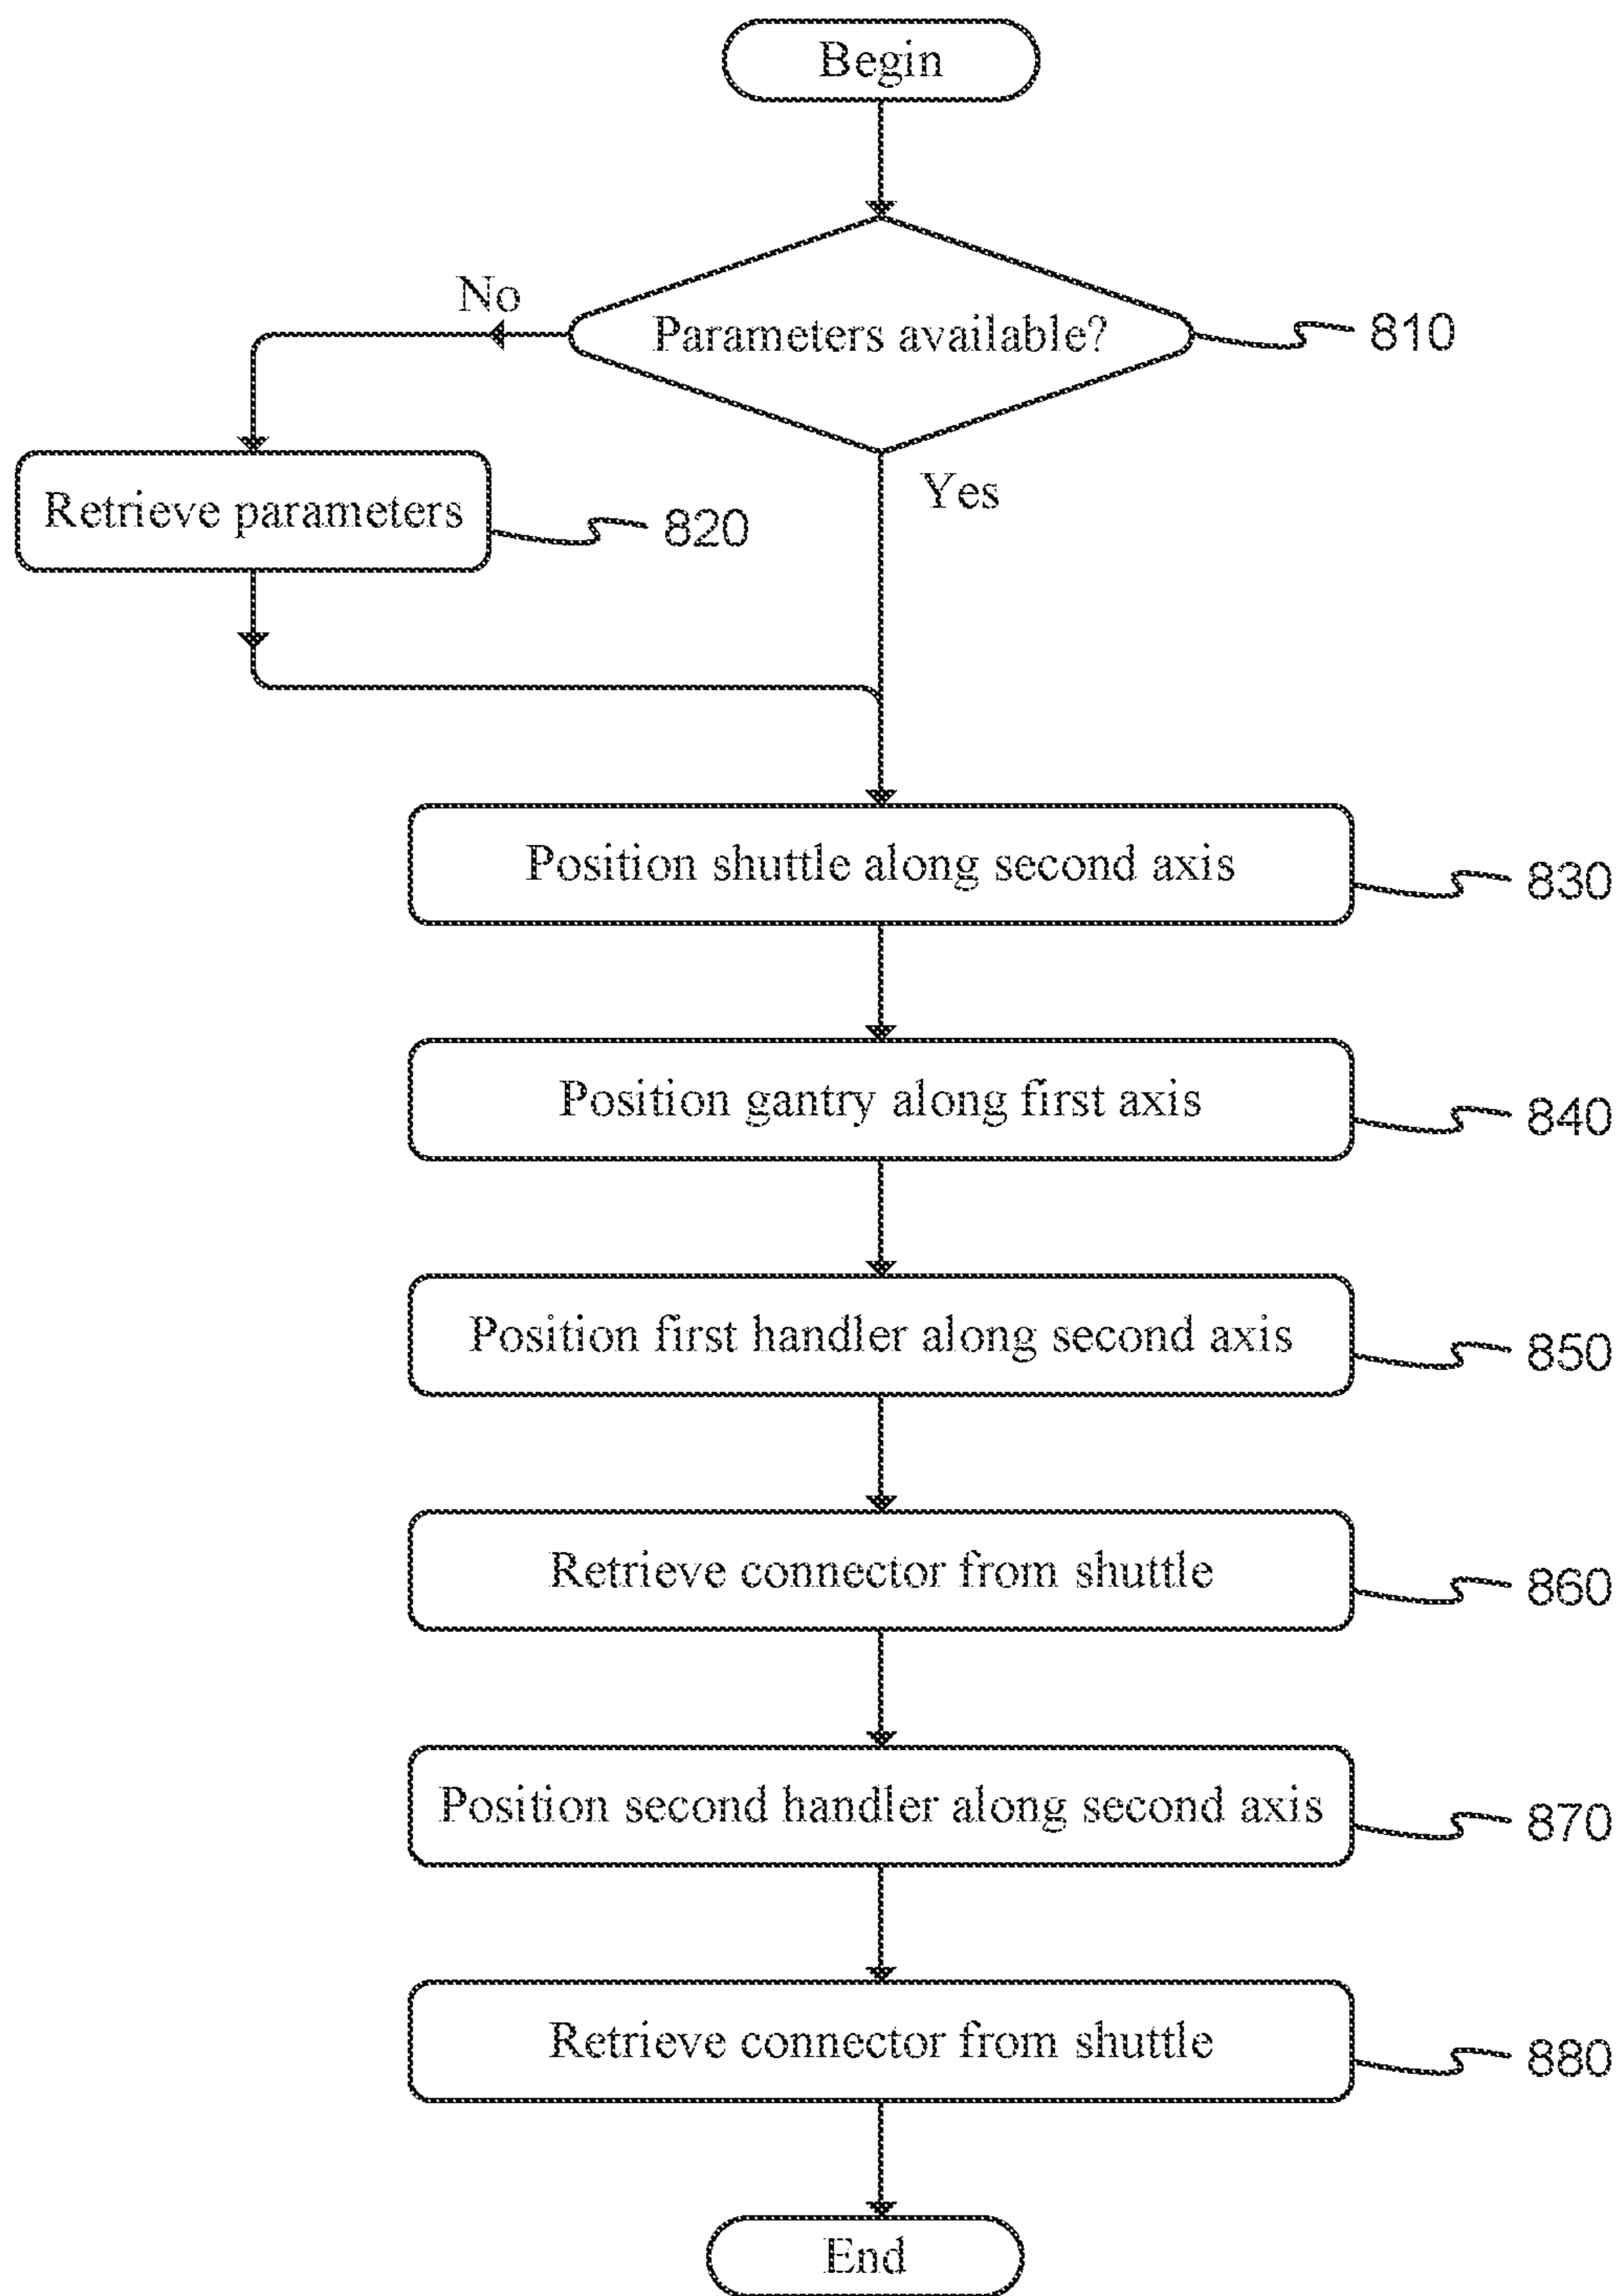 Begin
No
Parameters available?
810
Yes
Retrieve parameters
820
Position shuttle along second axis
830
Position gantry along first axis
840
Position first handler along second axis
850
Retrieve connector from shuttle
860
Position second handler along second axis
870
Retrieve connector from shuttle
880
End